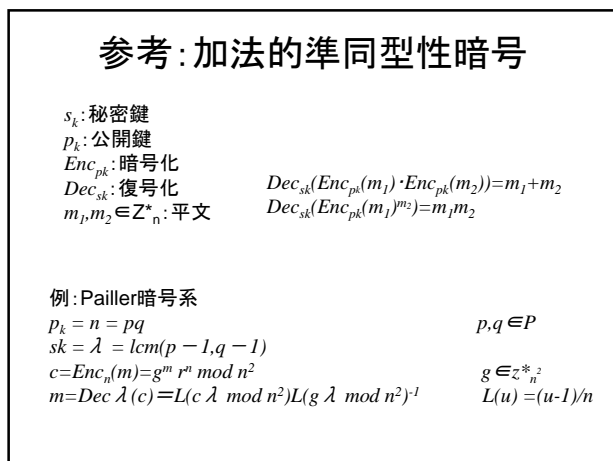 参考:加法的準同型性暗号
s_k:秘密鍵
p_k:公開鍵
Enc_pk:暗号化
Dec_sk:復号化
m_1,m_2∈Z*_n:平文
Dec_sk(Enc_pk(m_1)·Enc_pk(m_2))=m_1+m_2
Dec_sk(Enc_pk(m_1)^m_2)=m_1m_2
例:Pailler暗号系
p_k = n = pq
p,q∈P
sk = λ = lcm(p－1,q－1)
c=Enc_n(m)=g^m r^n mod n^2
g∈z*_n^2
m=Dec λ(c)＝L(c λ mod n^2)L(g λ mod n^2)^-1
L(u) =(u-1)/n